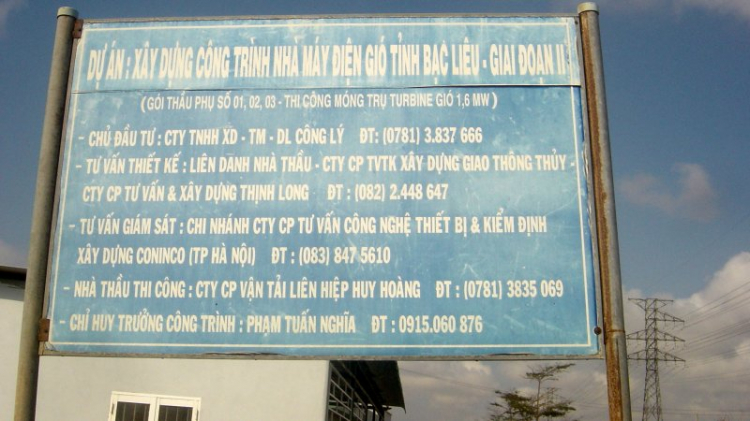 DỰ ÁN : XÂY DỰNG CÔNG TRÌNH NHÀ MÁY ĐIỆN GIÓ TỈNH BẠC LIÊU - GIAI ĐOẠN II
(GÓI THẦU PHỤ SỐ 01, 02, 03 - THI CÔNG MÓNG TRỤ TURBINE GIÓ 1,6 MW)
- CHỦ ĐẦU TƯ : CTY TNHH XD - TM - DL CÔNG LÝ ĐT: (0781) 3.837 666
- TƯ VẤN THIẾT KẾ : LIÊN DANH NHÀ THẦU - CTY CP TVTK XÂY DỰNG GIAO THÔNG THỦY -
CTY CP TƯ VẤN & XÂY DỰNG THỊNH LONG ĐT : (082) 2.448 647
- TƯ VẤN GIÁM SÁT : CHI NHÁNH CTY CP TƯ VẤN CÔNG NGHỆ THIẾT BỊ & KIỂM ĐỊNH
XÂY DỰNG CONINCO (TP HÀ NỘI) ĐT : (083) 847 5610
- NHÀ THẦU THI CÔNG : CTY CP VẬN TẢI LIÊN HIỆP HUY HOÀNG ĐT : (0781) 3835 069
- CHỈ HUY TRƯỞNG CÔNG TRÌNH : PHẠM TUẤN NGHĨA ĐT : 0915.060 876